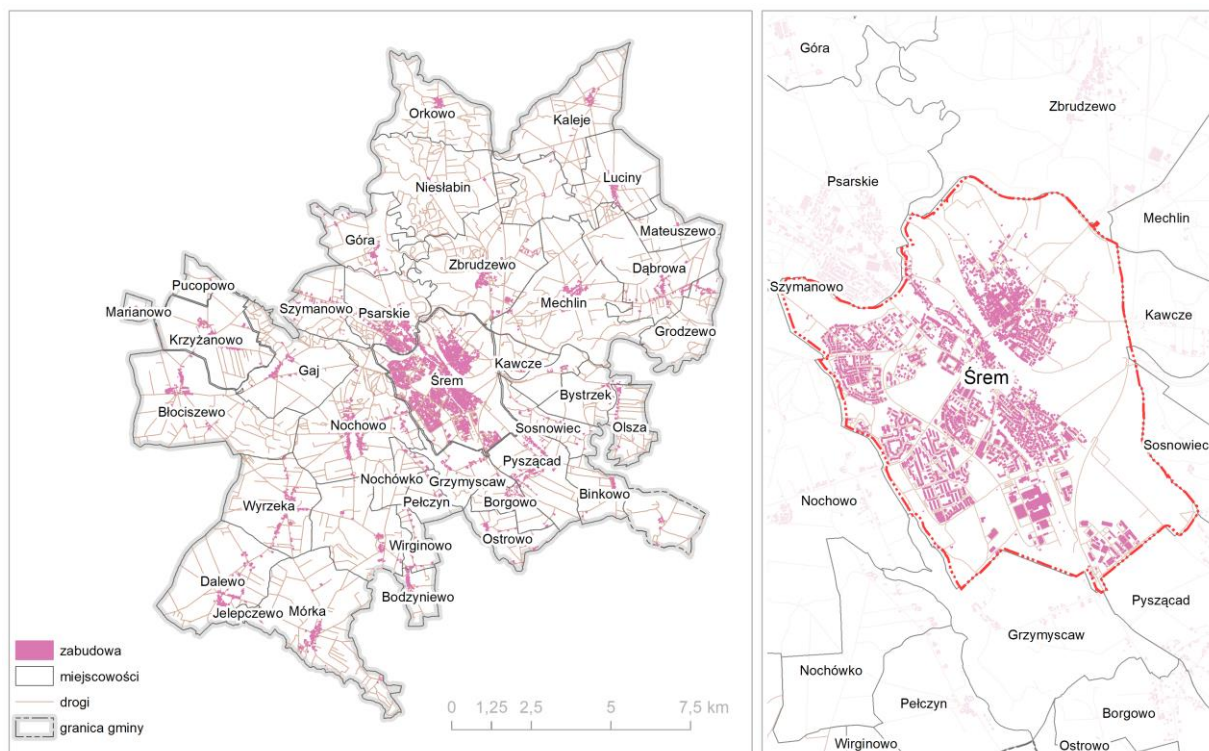 Orkowo
Kaleje
Niesłabin
Luciny
Mateuszewo
Góra
Zbrudzewo
Dąbrowa
Pucopowo
Mechlin
Marianowo
Szymanowo
Psarskie
Krzyżanowo
Grodzewo
Gaj
Kawcze
Śrem
Błociszewo
Bystrzek
Nochowo
Sosnowiec
Olsza
Pyszącad
Nochówko
Grzymyscaw
Pełczyn
Borgowo
Binkowo
Wyrzeka
Ostrowo
Wirginowo
Dalewo
Bodzyniewo
Jelepczewo
Mórka
zabudowa
miejscowości
drogi
granica gminy
0 1,25 2,5 5 7,5 km
Góra
Zbrudzewo
Psarskie
Mechlin
Szymanowo
Kawcze
Śrem
Sosnowiec
Nochowo
Pyszącad
Grzymyscaw
Nochówko
Pełczyn
Borgowo
Wirginowo
Ostrowo